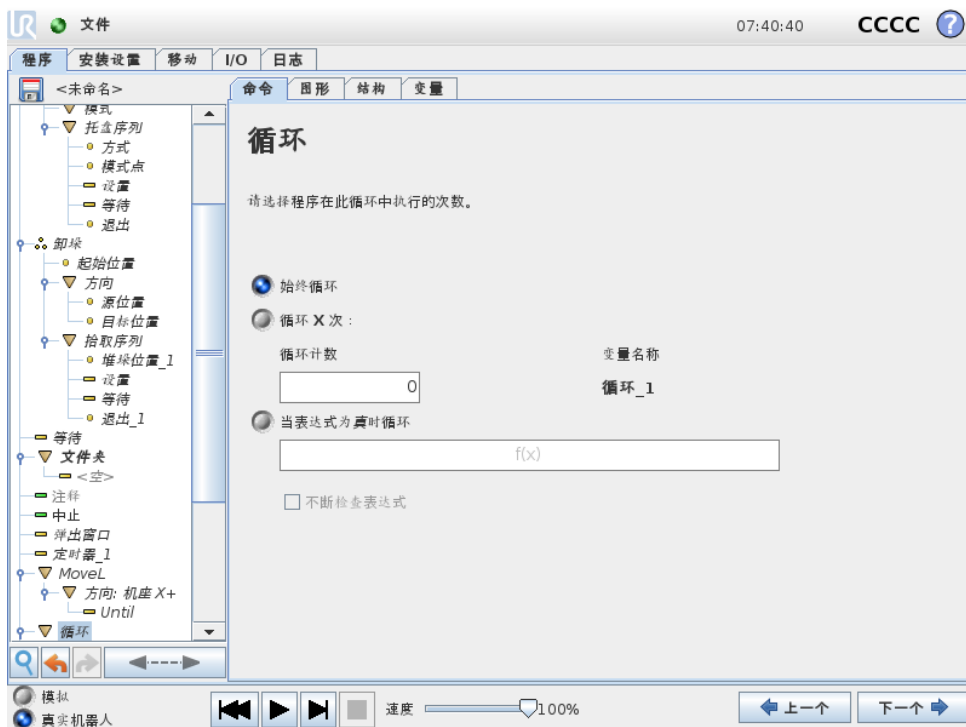 UR 文件 07:40:40 CCCC ?
程序 安装设置 移动 I/O 日志
<未命名>
命令 图形 结构 变量
模式
托盘序列
方式
模式点
设置
等待
退出
卸垛
起始位置
方向
源位置
目标位置
拾取序列
堆垛位置_1
设置
等待
退出_1
等待
文件夹
<空>
注释
中止
弹出窗口
定时器_1
MoveL
方向: 机座 X+
Until
循环
循环
请选择程序在此循环中执行的次数。
始终循环
循环 X 次：
循环计数 变量名称
0 循环_1
当表达式为真时循环
f(x)
不断检查表达式
模拟
真实机器人
速度 100%
上一个 下一个